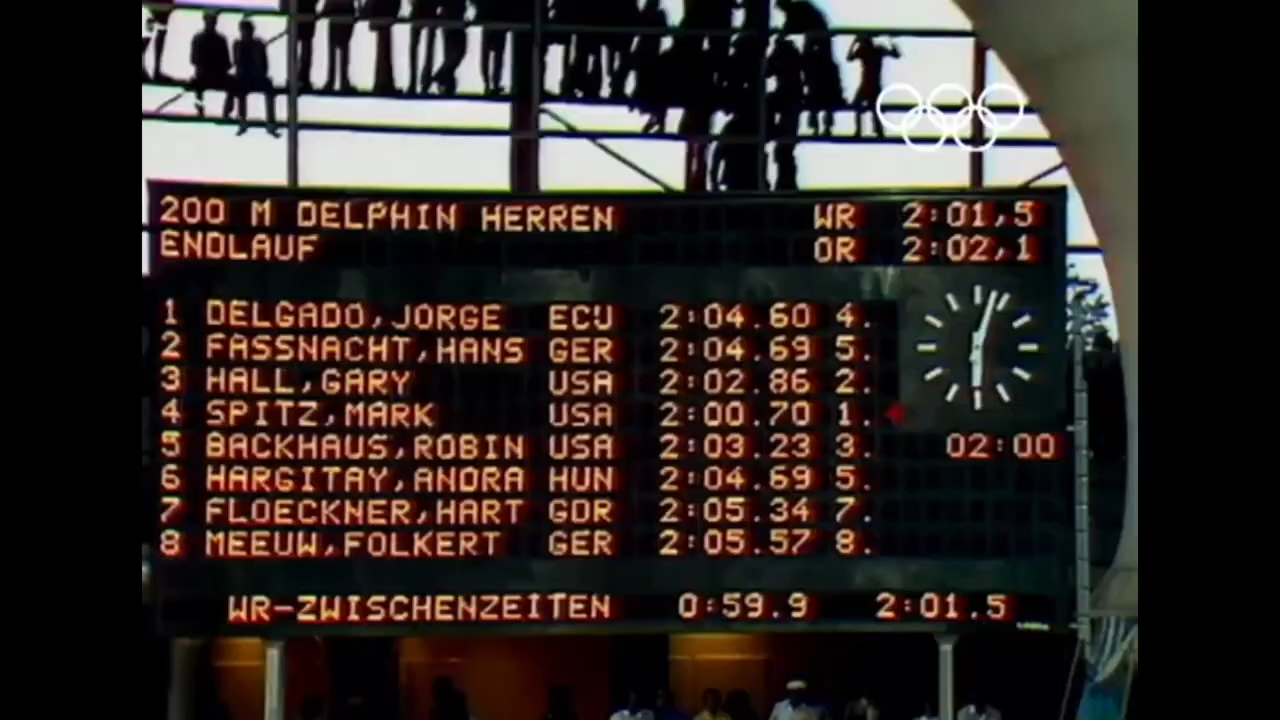 200 M DELPHIN HERREN WR 2:01,5
ENDLAUF OR 2:02,1
1 DELGADO,JORGE ECU 2:04.60 4.
2 FASSNACHT,HANS GER 2:04.69 5.
3 HALL,GARY USA 2:02.86 2.
4 SPITZ,MARK USA 2:00.70 1.
5 BACKHAUS,ROBIN USA 2:03.23 3.
02:00
6 HARGITAY,ANDRA HUN 2:04.69 5.
7 FLOECKNER,HART GDR 2:05.34 7.
8 MEEUW,FOLKERT GER 2:05.57 8.
WR-ZWISCHENZEITEN 0:59.9 2:01.5